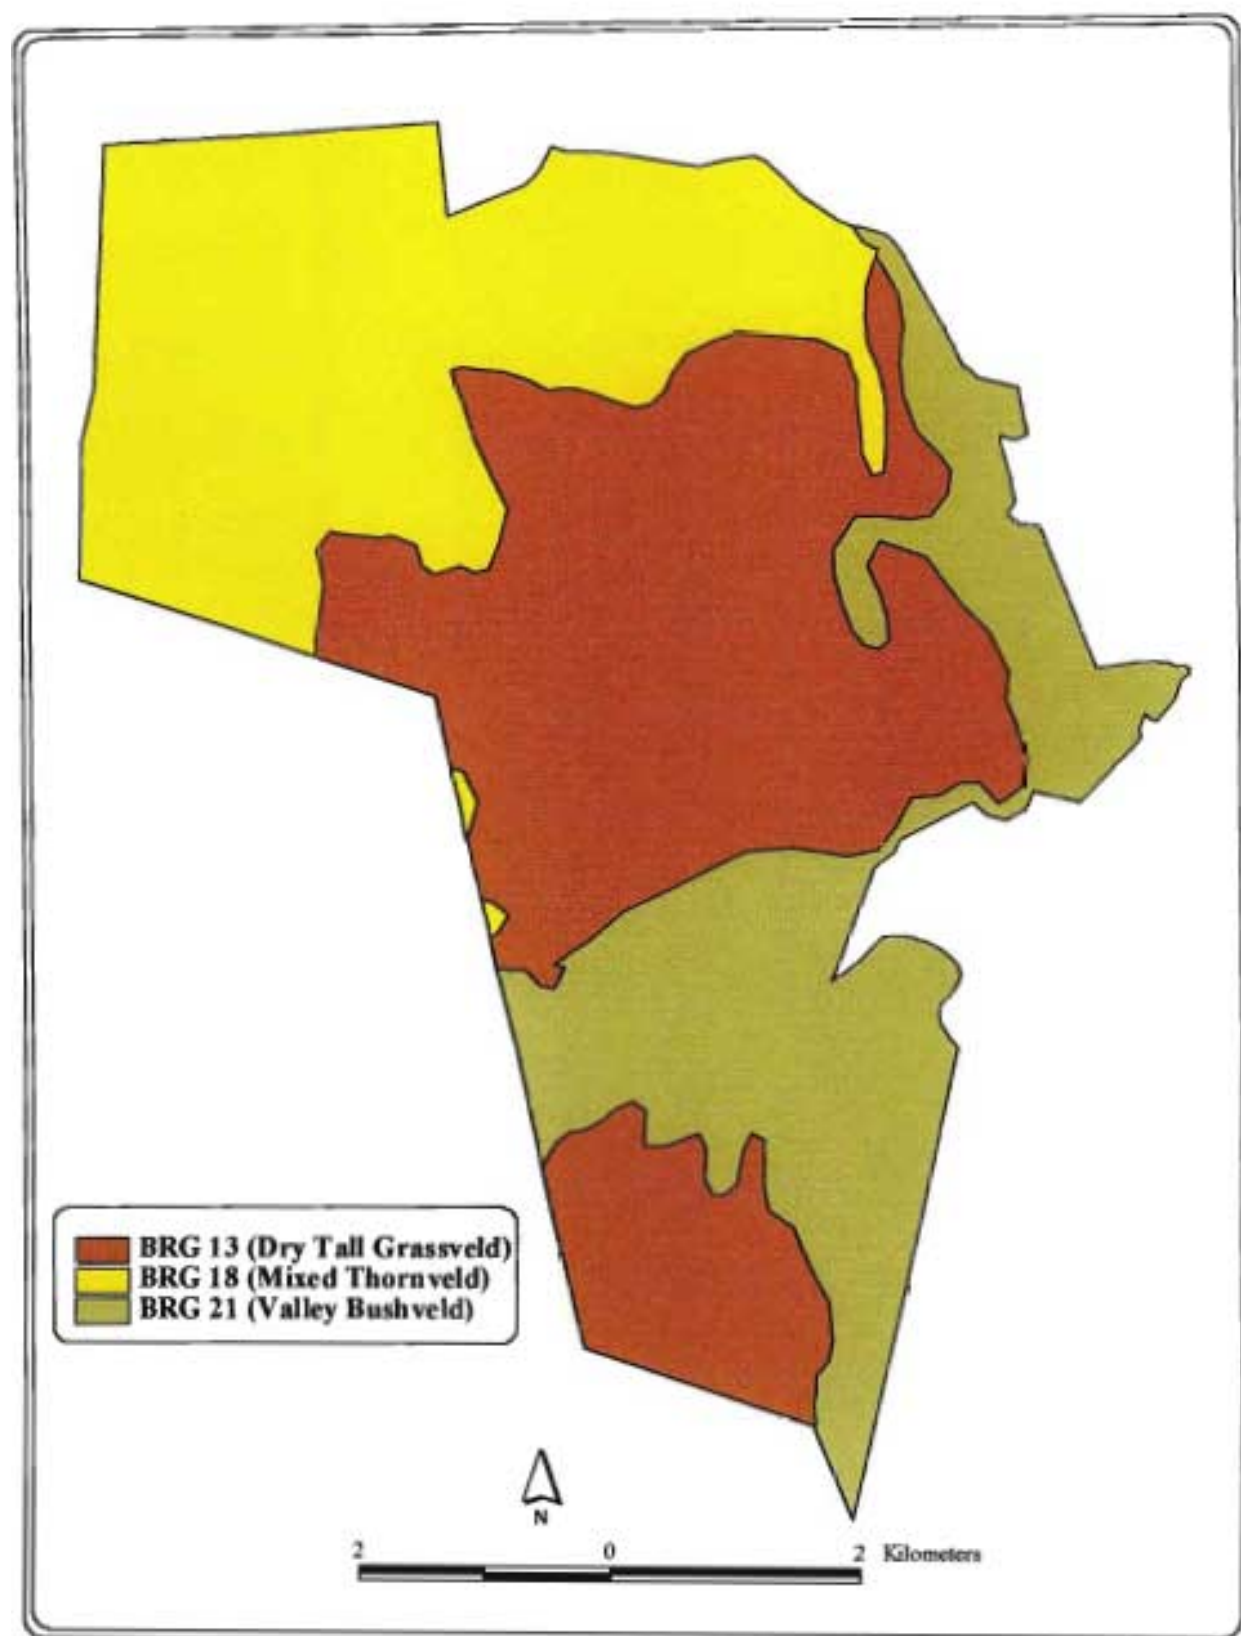 BRG 13 (Dry Tall Grassveld)
BRG 18 (Mixed Thornveld)
BRG 21 (Valley Bushveld)
N
2 0 2 Kilometers